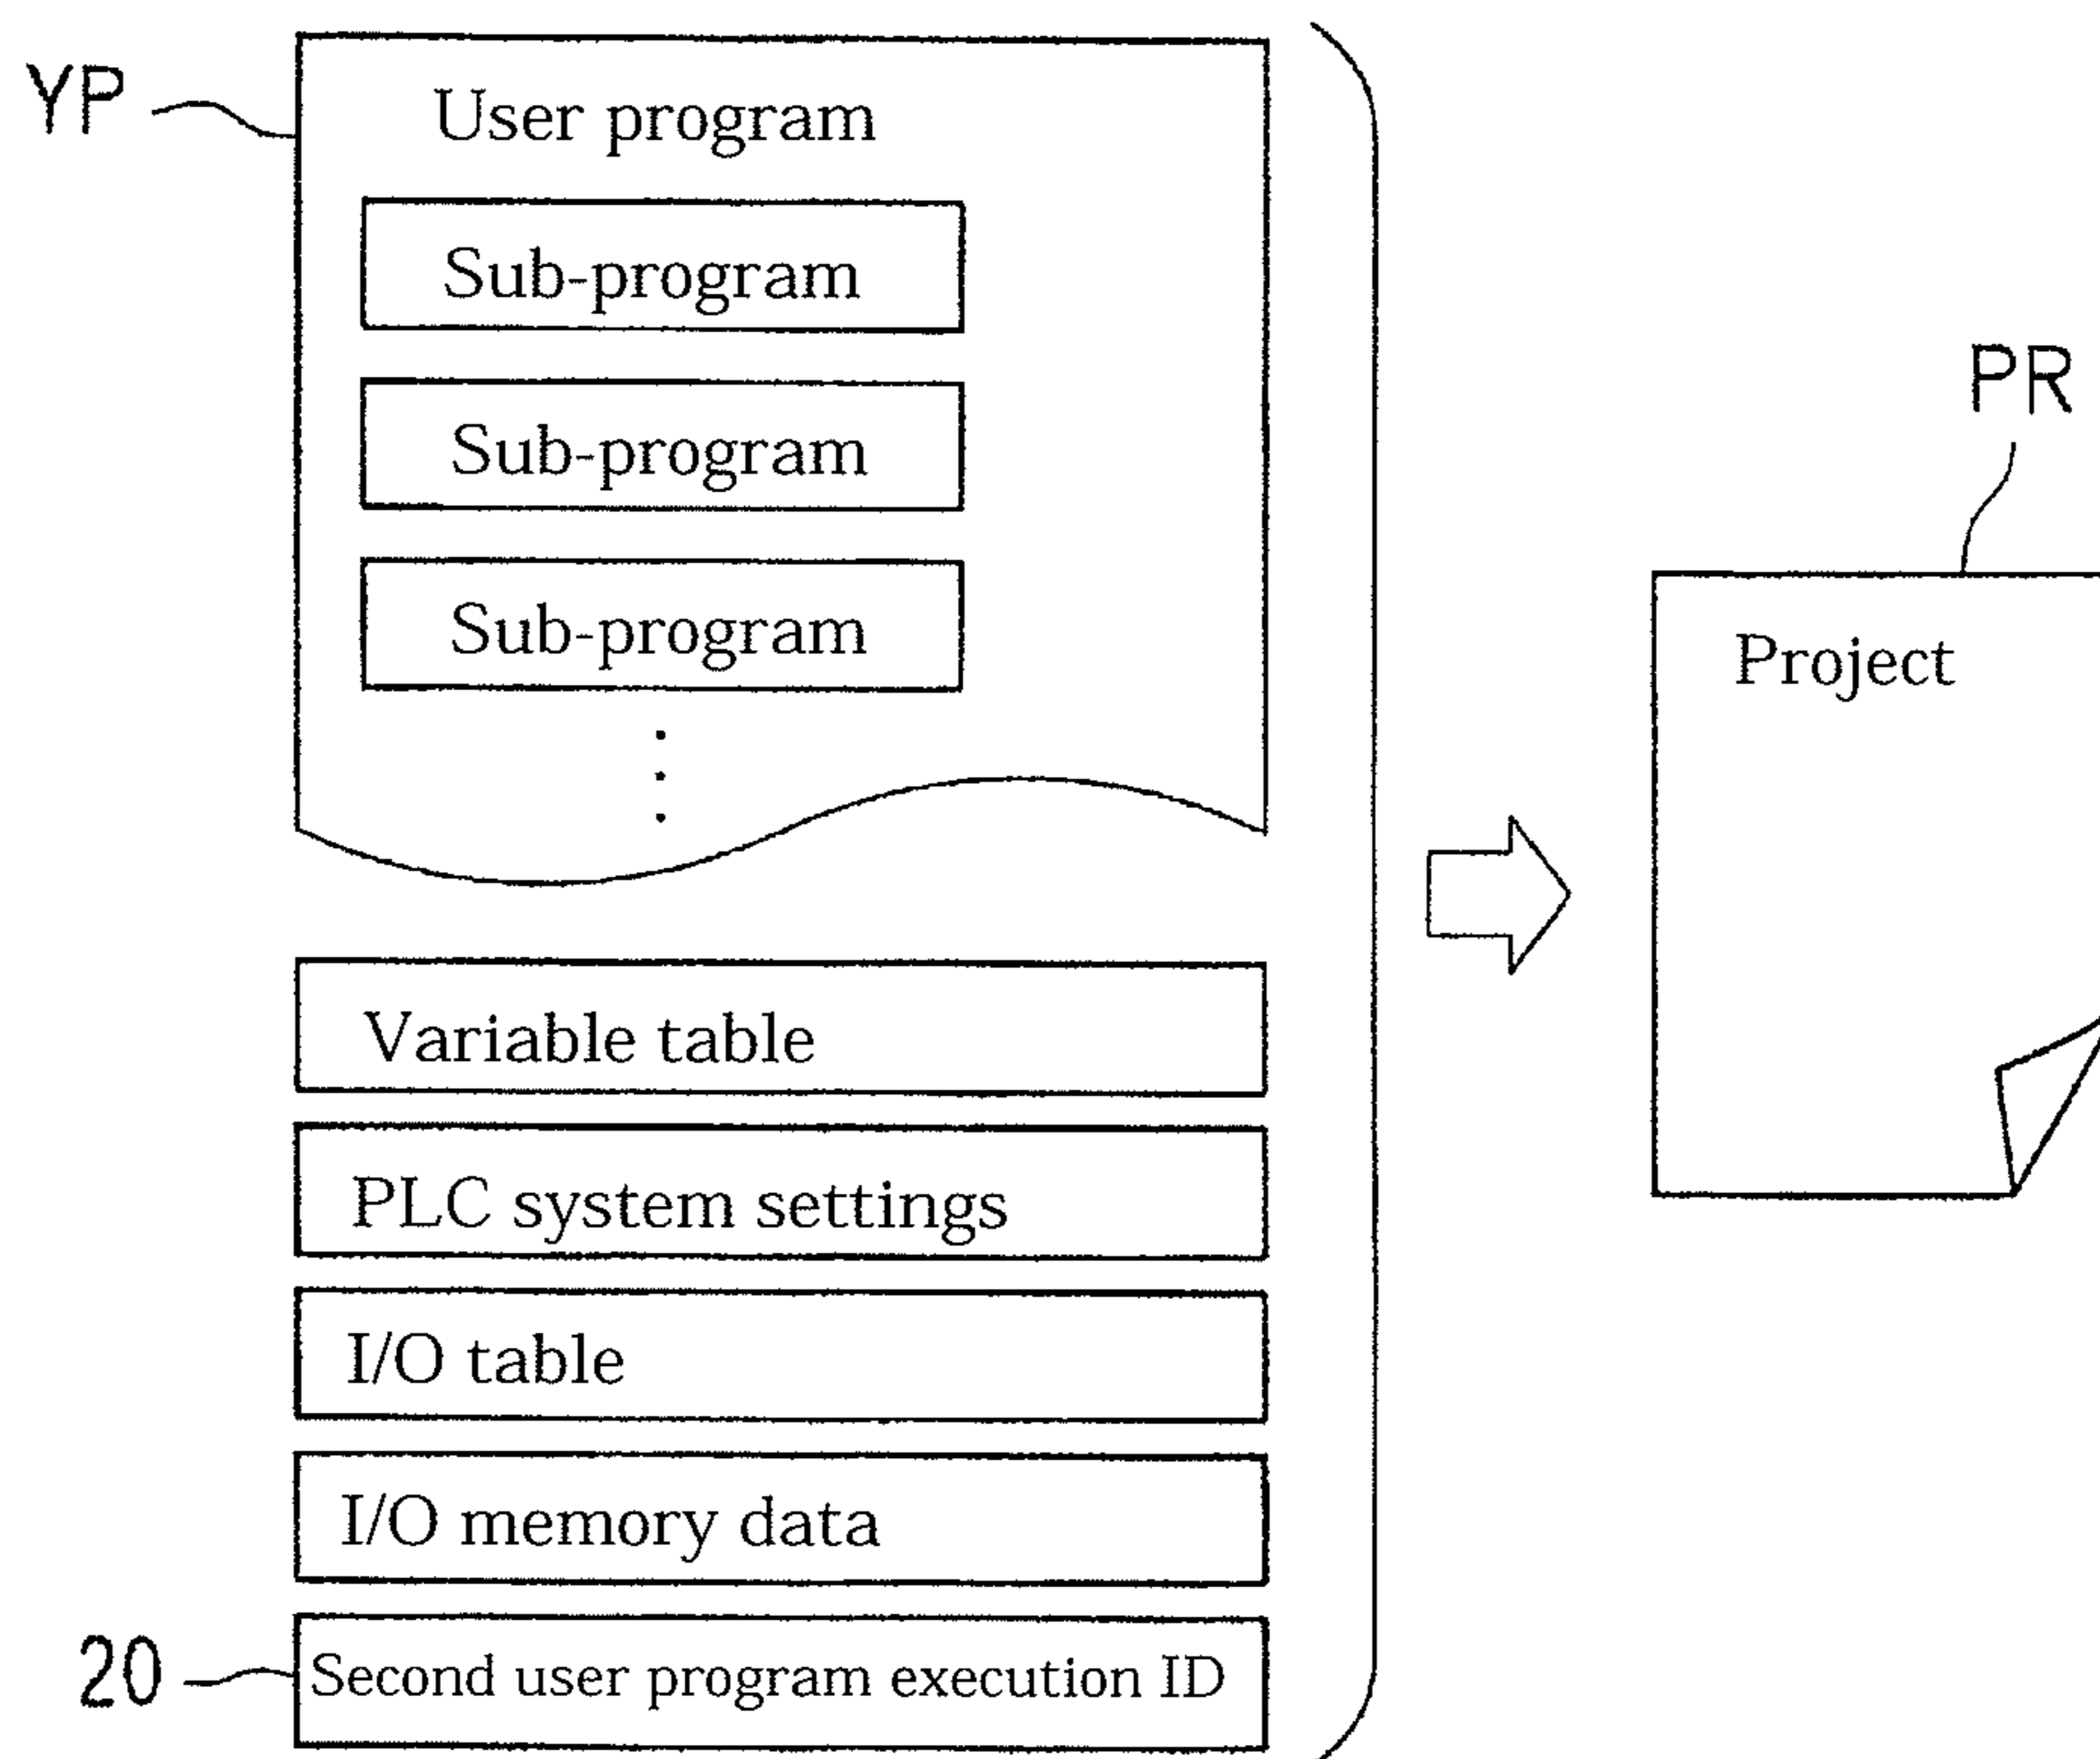 YP
User program
Sub-program
Sub-program
Sub-program
PR
Project
Variable table
PLC system settings
I/O table
I/O memory data
20
Second user program execution ID